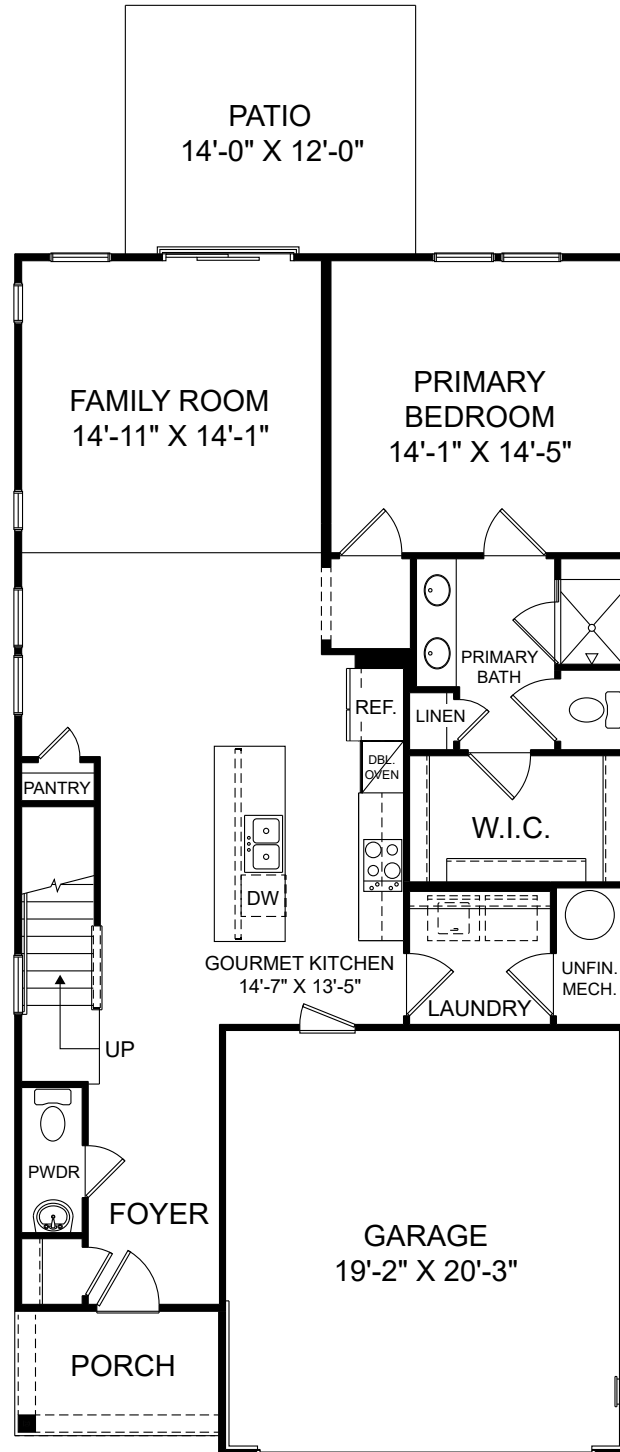 PATIO
14'-0" X 12'-0"
FAMILY ROOM
14'-11" X 14'-1"
PRIMARY
BEDROOM
14'-1" X 14'-5"
PRIMARY
BATH
REF.
LINEN
DBL.
OVEN
PANTRY
W.I.C.
DW
GOURMET KITCHEN
14'-7" X 13'-5"
UNFIN.
MECH.
LAUNDRY
UP
PWDR
FOYER
GARAGE
19'-2" X 20'-3"
PORCH